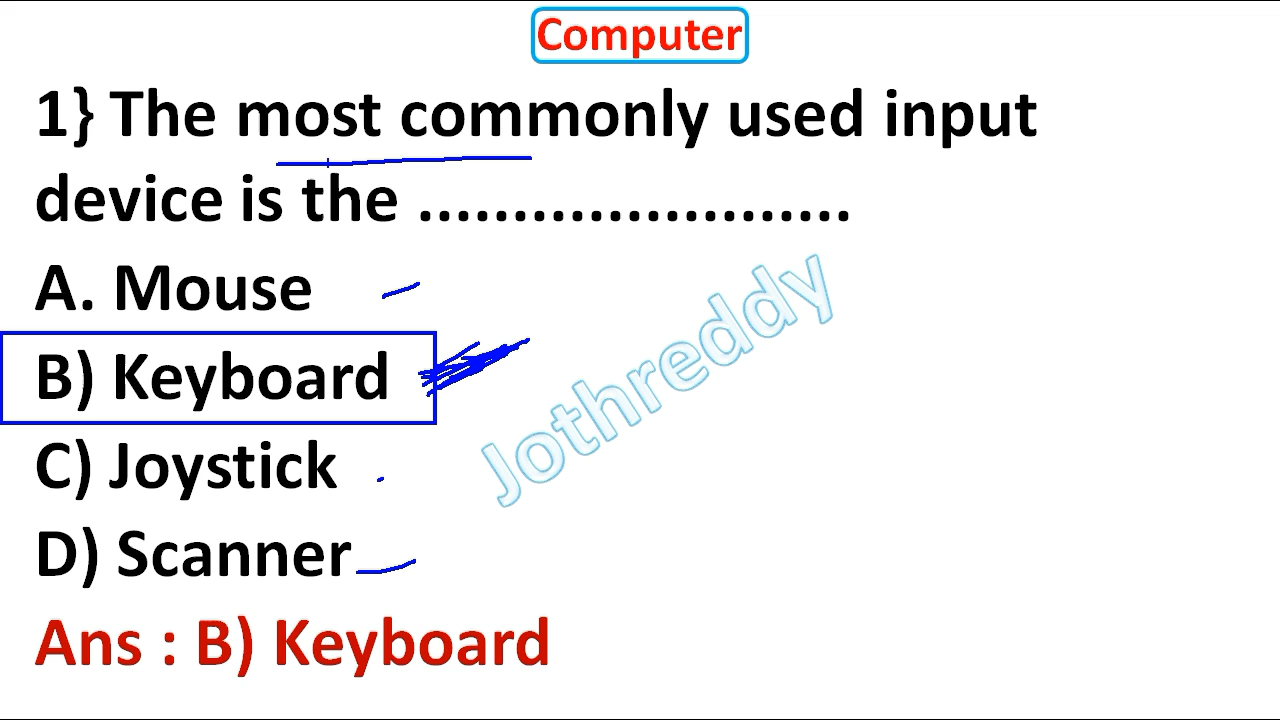 Computer
1} The most commonly used input
device is the .......................
A. Mouse
B) Keyboard
C) Joystick
D) Scanner
Jothreddy
Ans : B) Keyboard